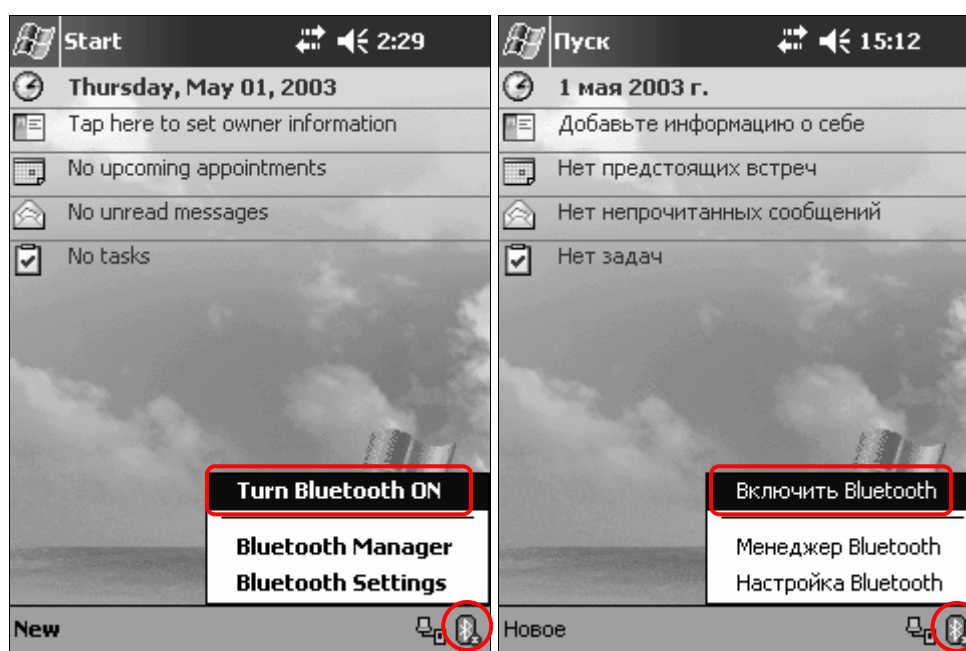 Start 2:29
Thursday, May 01, 2003
Tap here to set owner information
No upcoming appointments
No unread messages
No tasks
Turn Bluetooth ON
Bluetooth Manager
Bluetooth Settings
New
Пуск 15:12
1 мая 2003 г.
Добавьте информацию о себе
Нет предстоящих встреч
Нет непрочитанных сообщений
Нет задач
Включить Bluetooth
Менеджер Bluetooth
Настройка Bluetooth
Новое